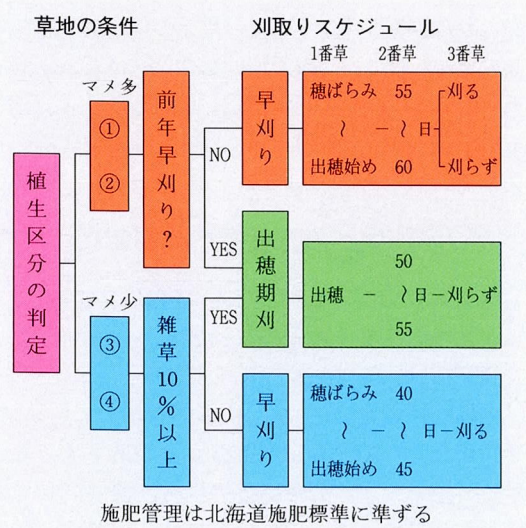 草地の条件
刈取りスケジュール
1番草 2番草 3番草
植生区分の判定
マメ多
①
②
前年早刈り？
NO
YES
早刈り
穂ばらみ 55 刈る
〜 － 〜 日
出穂始め 60 刈らず
出穂期刈
50
出穂 － 〜 日－刈らず
55
マメ少
③
④
雑草10％以上
YES
NO
早刈り
穂ばらみ 40
〜 － 〜 日－刈る
出穂始め 45
施肥管理は北海道施肥標準に準ずる